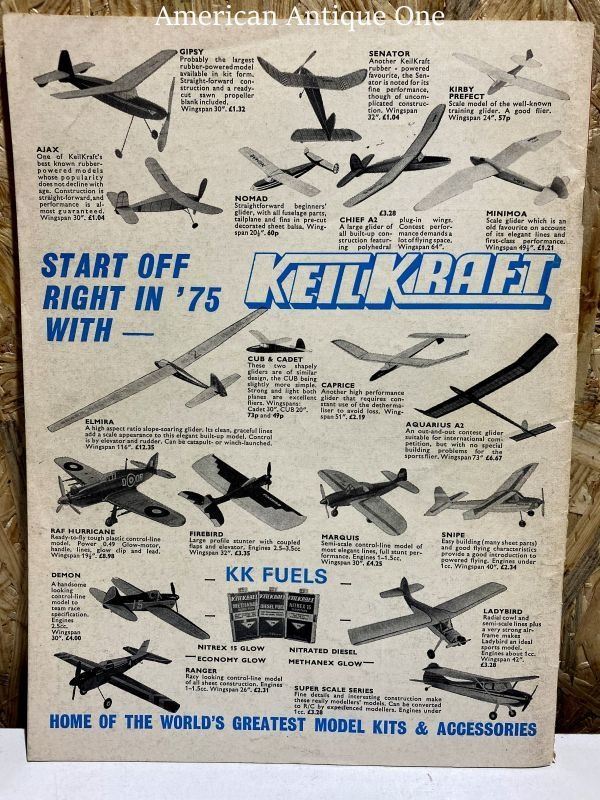 American Antique One
GIPSY
Probably the largest
rubber-powered model
available in kit form.
Straight-forward con-
struction and a ready-
cut sawn propeller
blank included.
Wingspan 30". £1.32
SENATOR
Another KeilKraft
rubber - powered
favourite, the Sen-
ator is noted for its
fine performance,
though of uncom-
plicated construc-
tion. Wingspan
32". £1.04
KIRBY
PREFECT
Scale model of the well-known
training glider. A good flier.
Wingspan 24". 57p
AJAX
One of KeilKraft's
best known rubber-
powered models
whose popularity
does not decline with
age. Construction is
straight-forward, and
performance is al-
most guaranteed.
Wingspan 30". £1.04
NOMAD
Straightforward beginners'
glider, with all fuselage parts,
tailplane and fins in pre-cut
decorated sheet balsa. Wing-
span 20½". 60p
£3.28
CHIEF A2
A large glider of
all built-up con-
struction featur-
ing polyhedral
plug-in wings.
Contest perfor-
mance demands a
lot of flying space.
Wingspan 64".
MINIMOA
Scale glider which is an
old favourite on account
of its elegant lines and
first-class performance.
Wingspan 49½". £1.21
START OFF
RIGHT IN '75
WITH —
KEILKRAFT
CUB & CADET
These two shapely
gliders are of similar
design, the CUB being
slightly more simple.
Strong and light both
planes are excellent
fliers. Wingspans:
Cadet 30", CUB 20".
73p and 49p
CAPRICE
Another high performance
glider that requires con-
stant use of the dethermal-
iser to avoid loss. Wing-
span 51". £2.19
AQUARIUS A2
An out-and-out contest glider
suitable for international com-
petition, but with no special
building problems for the
sports flier. Wingspan 73" £6.67
ELMIRA
A high aspect ratio slope-soaring glider. Its clean, graceful lines
add a scale appearance to this elegant built-up model. Control
is by elevator and rudder. Can be catapult- or winch-launched.
Wingspan 116". £12.35
RAF HURRICANE
Ready-to-fly tough plastic control-line
model. Power 0.49 Glow-motor,
handle, lines, glow clip and lead.
Wingspan 19½". £8.98
FIREBIRD
Large profile stunter with coupled
flaps and elevator. Engines 2.5–3.5cc
Wingspan 32". £3.35
MARQUIS
Semi-scale control-line model of
most elegant lines, full stunt per-
formance. Engines 1–1.5cc.
Wingspan 30". £4.25
SNIPE
Easy building (many sheet parts)
and good flying characteristics
provide a good introduction to
powered flying. Engines under
1cc. Wingspan 40". £2.34
DEMON
A handsome
looking
control-line
model to
team race
specification.
Engines
2.5cc.
Wingspan
30", £4.00
KK FUELS
NITREX 15 GLOW
NITRATED DIESEL
ECONOMY GLOW
METHANEX GLOW
LADYBIRD
Radial cowl and
semi-scale lines plus
a very strong air-
frame makes
Ladybird an ideal
sports model.
Engines about 1cc.
Wingspan 42".
£3.28
RANGER
Racy looking control-line model
of all sheet construction. Engines
1–1.5cc. Wingspan 26". £2.31
SUPER SCALE SERIES
Fine details and interesting construction make
these really modellers' models. Can be converted
to R/C by experienced modellers. Engines under
1cc. £3.28
HOME OF THE WORLD'S GREATEST MODEL KITS & ACCESSORIES